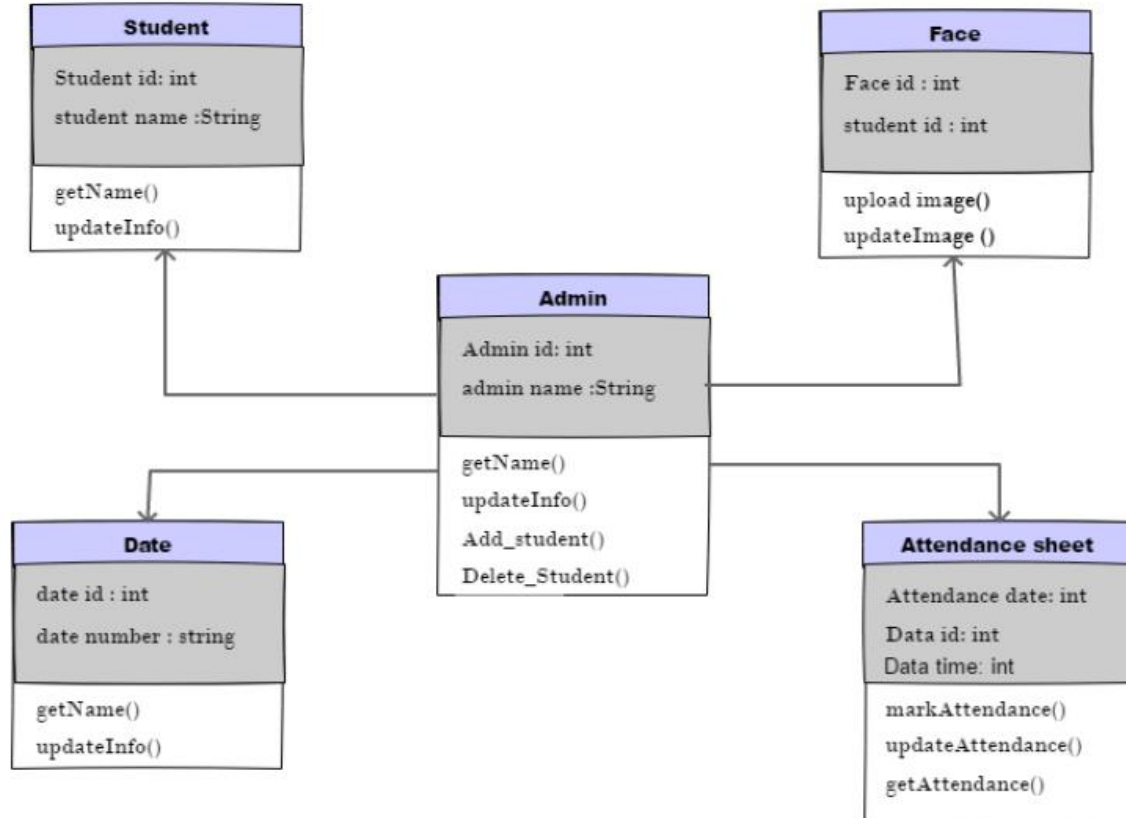 Student
Student id: int
student name :String
getName()
updateInfo()
Face
Face id : int
student id : int
upload image()
updateImage ()
Admin
Admin id: int
admin name :String
getName()
updateInfo()
Add_student()
Delete_Student()
Date
date id : int
date number : string
getName()
updateInfo()
Attendance sheet
Attendance date: int
Data id: int
Data time: int
markAttendance()
updateAttendance()
getAttendance()